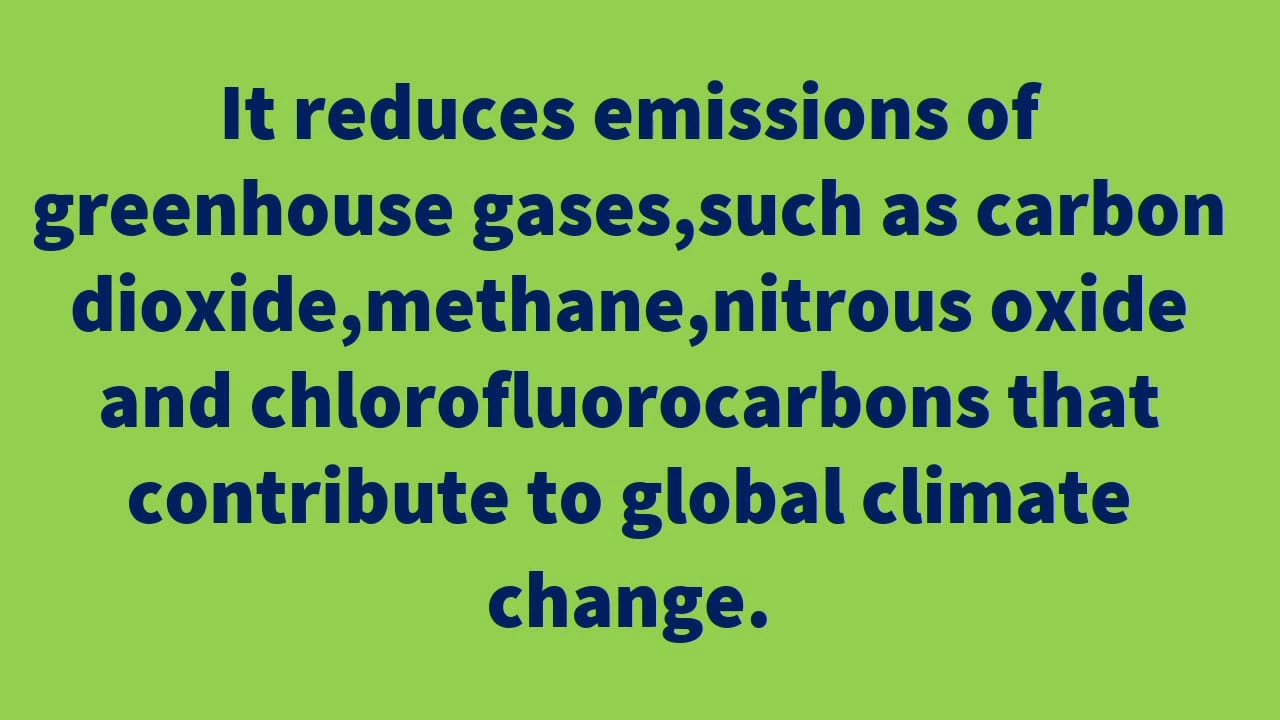 It reduces emissions of
greenhouse gases,such as carbon
dioxide,methane,nitrous oxide
and chlorofluorocarbons that
contribute to global climate
change.